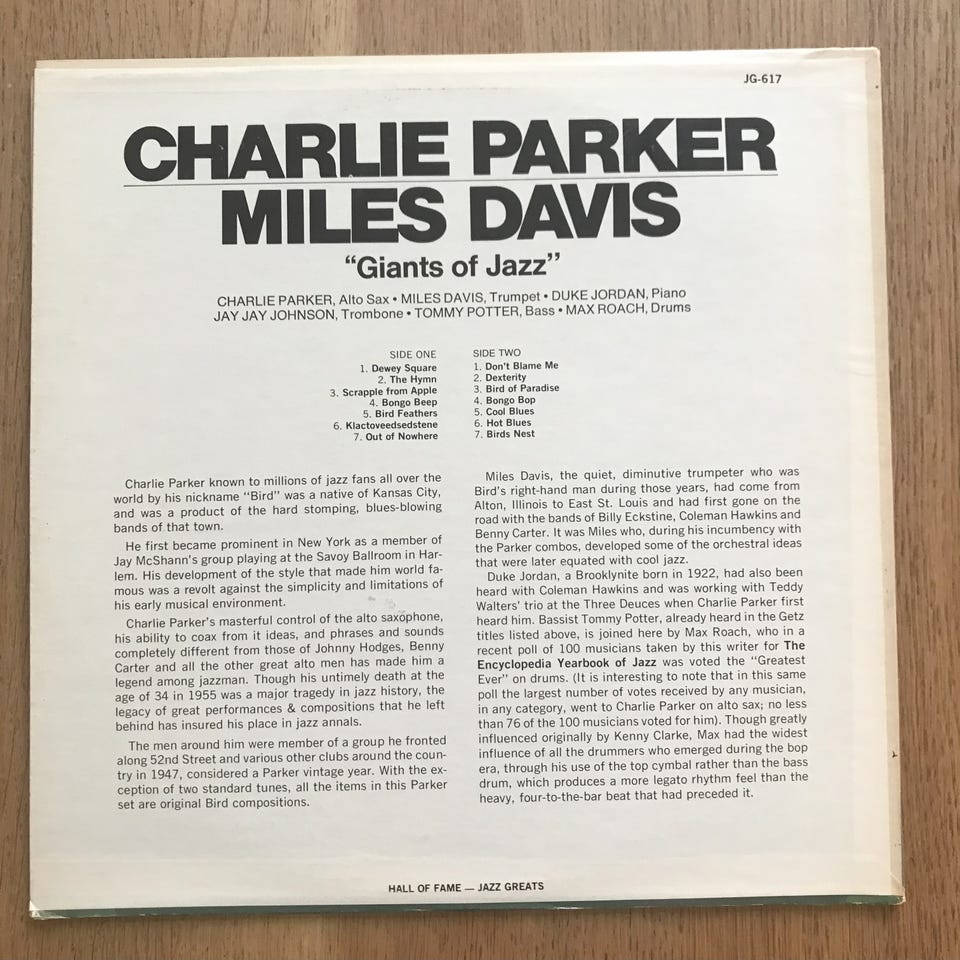 JG-617
CHARLIE PARKER
MILES DAVIS
“Giants of Jazz”
CHARLIE PARKER, Alto Sax • MILES DAVIS, Trumpet • DUKE JORDAN, Piano
JAY JAY JOHNSON, Trombone • TOMMY POTTER, Bass • MAX ROACH, Drums
SIDE ONE
1. Dewey Square
2. The Hymn
3. Scrapple from Apple
4. Bongo Beep
5. Bird Feathers
6. Klactoveedsedstene
7. Out of Nowhere
SIDE TWO
1. Don't Blame Me
2. Dexterity
3. Bird of Paradise
4. Bongo Bop
5. Cool Blues
6. Hot Blues
7. Birds Nest
Charlie Parker known to millions of jazz fans all over the
world by his nickname “Bird” was a native of Kansas City,
and was a product of the hard stomping, blues-blowing
bands of that town.
He first became prominent in New York as a member of
Jay McShann's group playing at the Savoy Ballroom in Har-
lem. His development of the style that made him world fa-
mous was a revolt against the simplicity and limitations of
his early musical environment.
Charlie Parker's masterful control of the alto saxophone,
his ability to coax from it ideas, and phrases and sounds
completely different from those of Johnny Hodges, Benny
Carter and all the other great alto men has made him a
legend among jazzman. Though his untimely death at the
age of 34 in 1955 was a major tragedy in jazz history, the
legacy of great performances & compositions that he left
behind has insured his place in jazz annals.
The men around him were member of a group he fronted
along 52nd Street and various other clubs around the coun-
try in 1947, considered a Parker vintage year. With the ex-
ception of two standard tunes, all the items in this Parker
set are original Bird compositions.
Miles Davis, the quiet, diminutive trumpeter who was
Bird's right-hand man during those years, had come from
Alton, Illinois to East St. Louis and had first gone on the
road with the bands of Billy Eckstine, Coleman Hawkins and
Benny Carter. It was Miles who, during his incumbency with
the Parker combos, developed some of the orchestral ideas
that were later equated with cool jazz.
Duke Jordan, a Brooklynite born in 1922, had also been
heard with Coleman Hawkins and was working with Teddy
Walters' trio at the Three Deuces when Charlie Parker first
heard him. Bassist Tommy Potter, already heard in the Getz
titles listed above, is joined here by Max Roach, who in a
recent poll of 100 musicians taken by this writer for The
Encyclopedia Yearbook of Jazz was voted the “Greatest
Ever” on drums. (It is interesting to note that in this same
poll the largest number of votes received by any musician,
in any category, went to Charlie Parker on alto sax; no less
than 76 of the 100 musicians voted for him). Though greatly
influenced originally by Kenny Clarke, Max had the widest
influence of all the drummers who emerged during the bop
era, through his use of the top cymbal rather than the bass
drum, which produces a more legato rhythm feel than the
heavy, four-to-the-bar beat that had preceded it.
HALL OF FAME — JAZZ GREATS